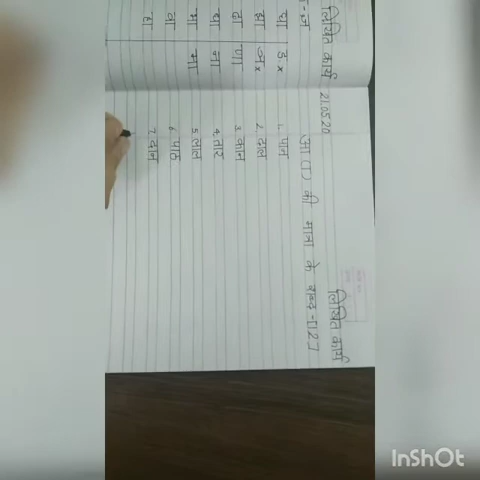 लिखित कार्य 21.05.20
घा ङ×
झा ञ×
ढा णा
धा ना
भा मा
वा
लिखित कार्य
आ (ा) की मात्रा के शब्द -[2]
1. पान
2. दाल
3. कान
4. तार
5. लाल
6. पाठ
7. दान
InShOt